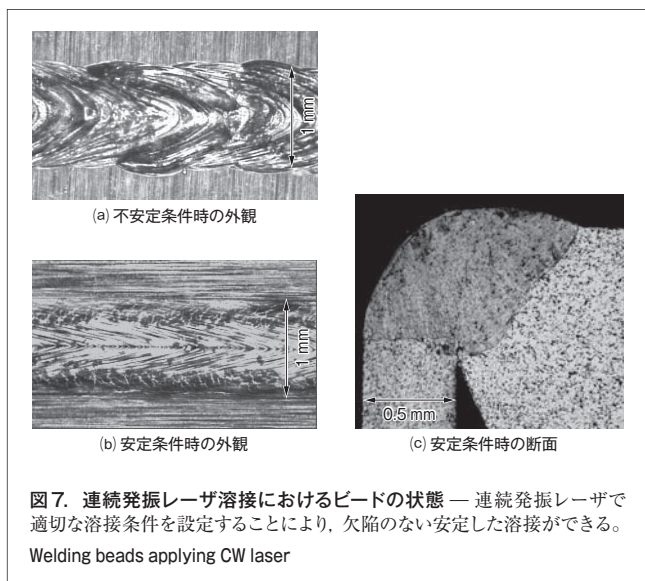 1 mm
(a) 不安定条件時の外観
1 mm
(b) 安定条件時の外観
0.5 mm
(c) 安定条件時の断面
図7. 連続発振レーザ溶接におけるビードの状態 — 連続発振レーザで
適切な溶接条件を設定することにより，欠陥のない安定した溶接ができる。
Welding beads applying CW laser